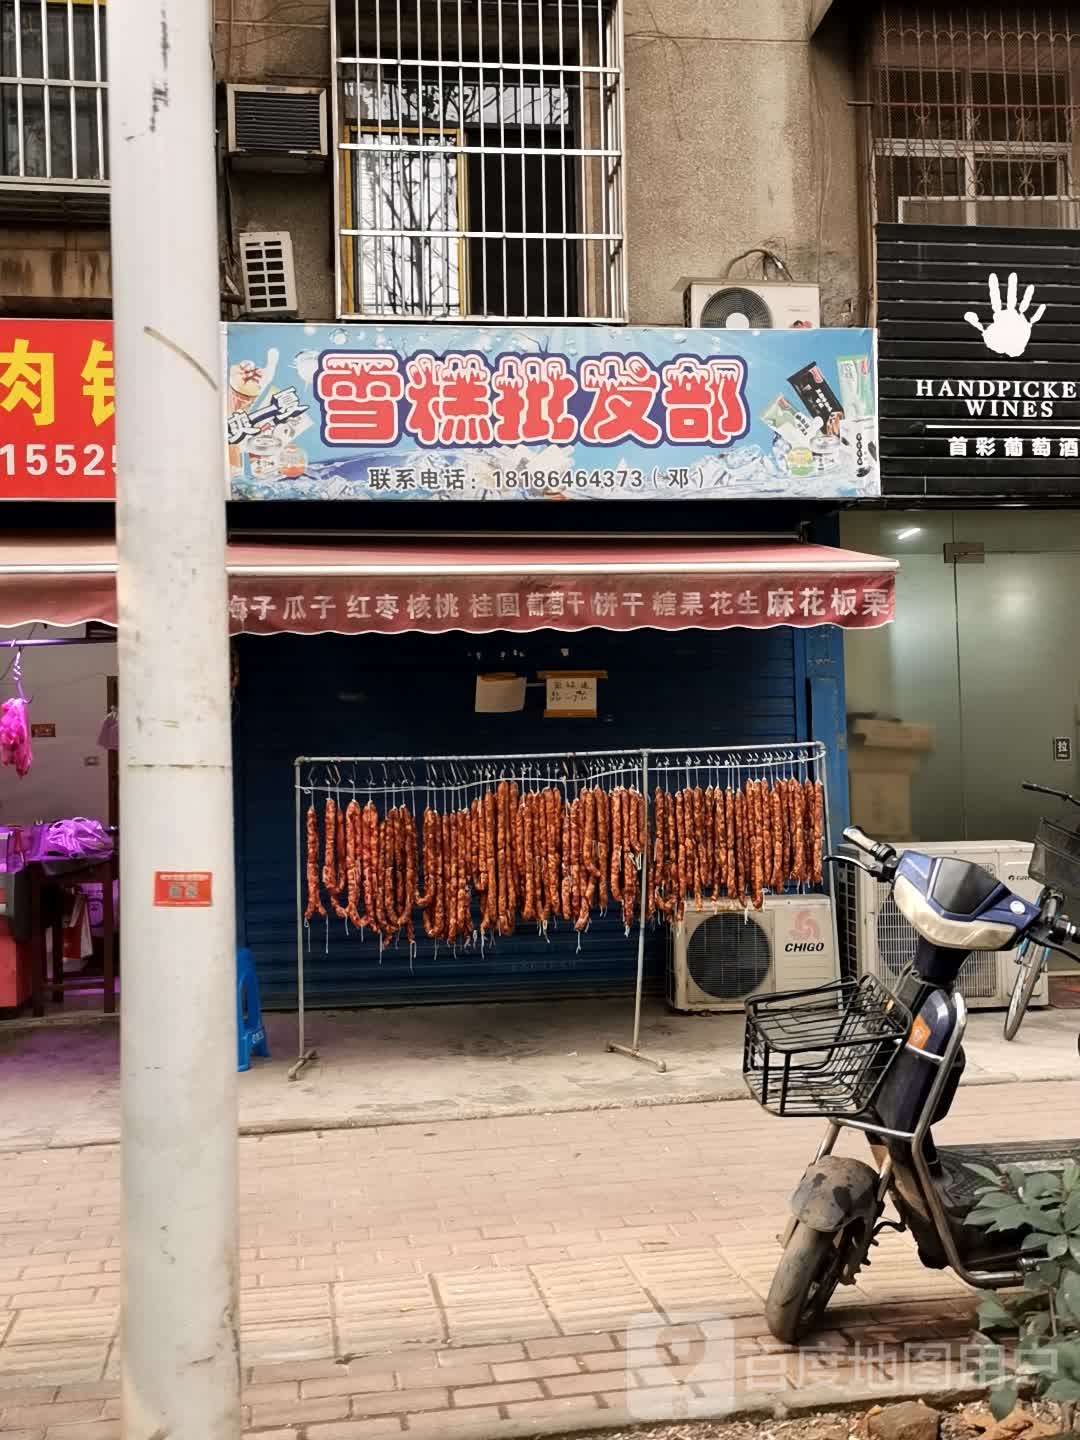 肉
15525
雪糕批发部
联系电话：18186464373（邓）
HANDPICKE
WINES
首彩葡萄酒
梅子 瓜子 红枣 核桃 桂圆 葡萄干 饼干 糖果 花生 麻花 板栗
拉
CHIGO
百度地图用户